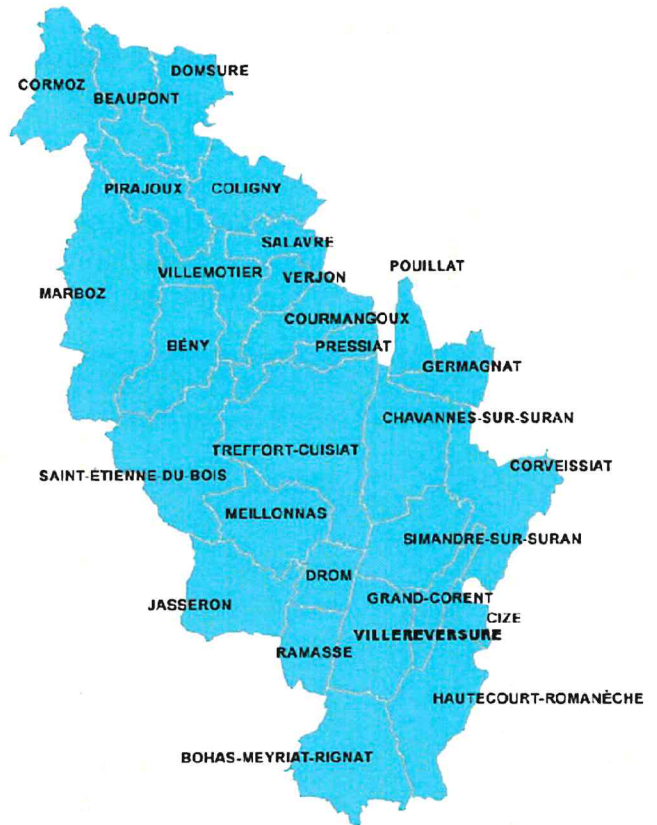 DOMSURE
CORMOZ
BEAUPONT
PIRAJOUX
COLIGNY
SALAVRE
POUILLAT
VILLEMOTIER
VERJON
MARBOZ
COURMANGOUX
BÉNY
PRESSIAT
GERMAGNAT
CHAVANNES-SUR-SURAN
TREFFORT-CUISIAT
CORVEISSIAT
SAINT-ETIENNE-DU-BOIS
MEILLONNAS
SIMANDRE-SUR-SURAN
DROM
GRAND-CORENT
JASSERON
CIZE
VILLEREVERSURE
RAMASSE
HAUTECOURT-ROMANÈCHE
BOHAS-MEYRIAT-RIGNAT